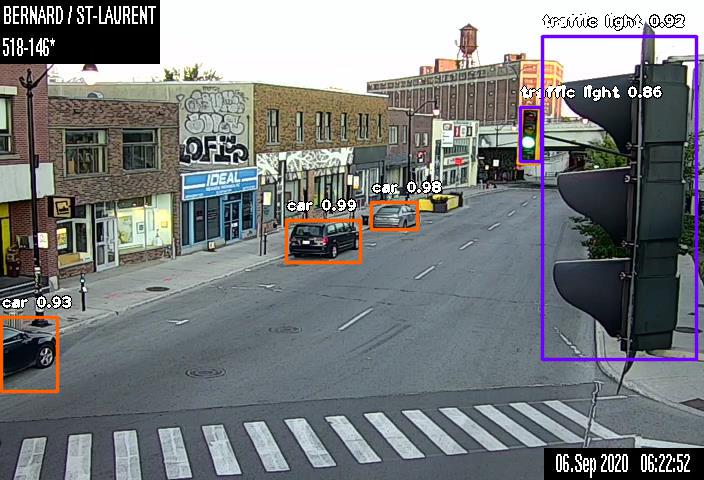 BERNARD / ST-LAURENT
518-146*
traffic light 0.92
traffic light 0.86
car 0.98
car 0.99
car 0.93
IDEAL
06.Sep 2020 06:22:52